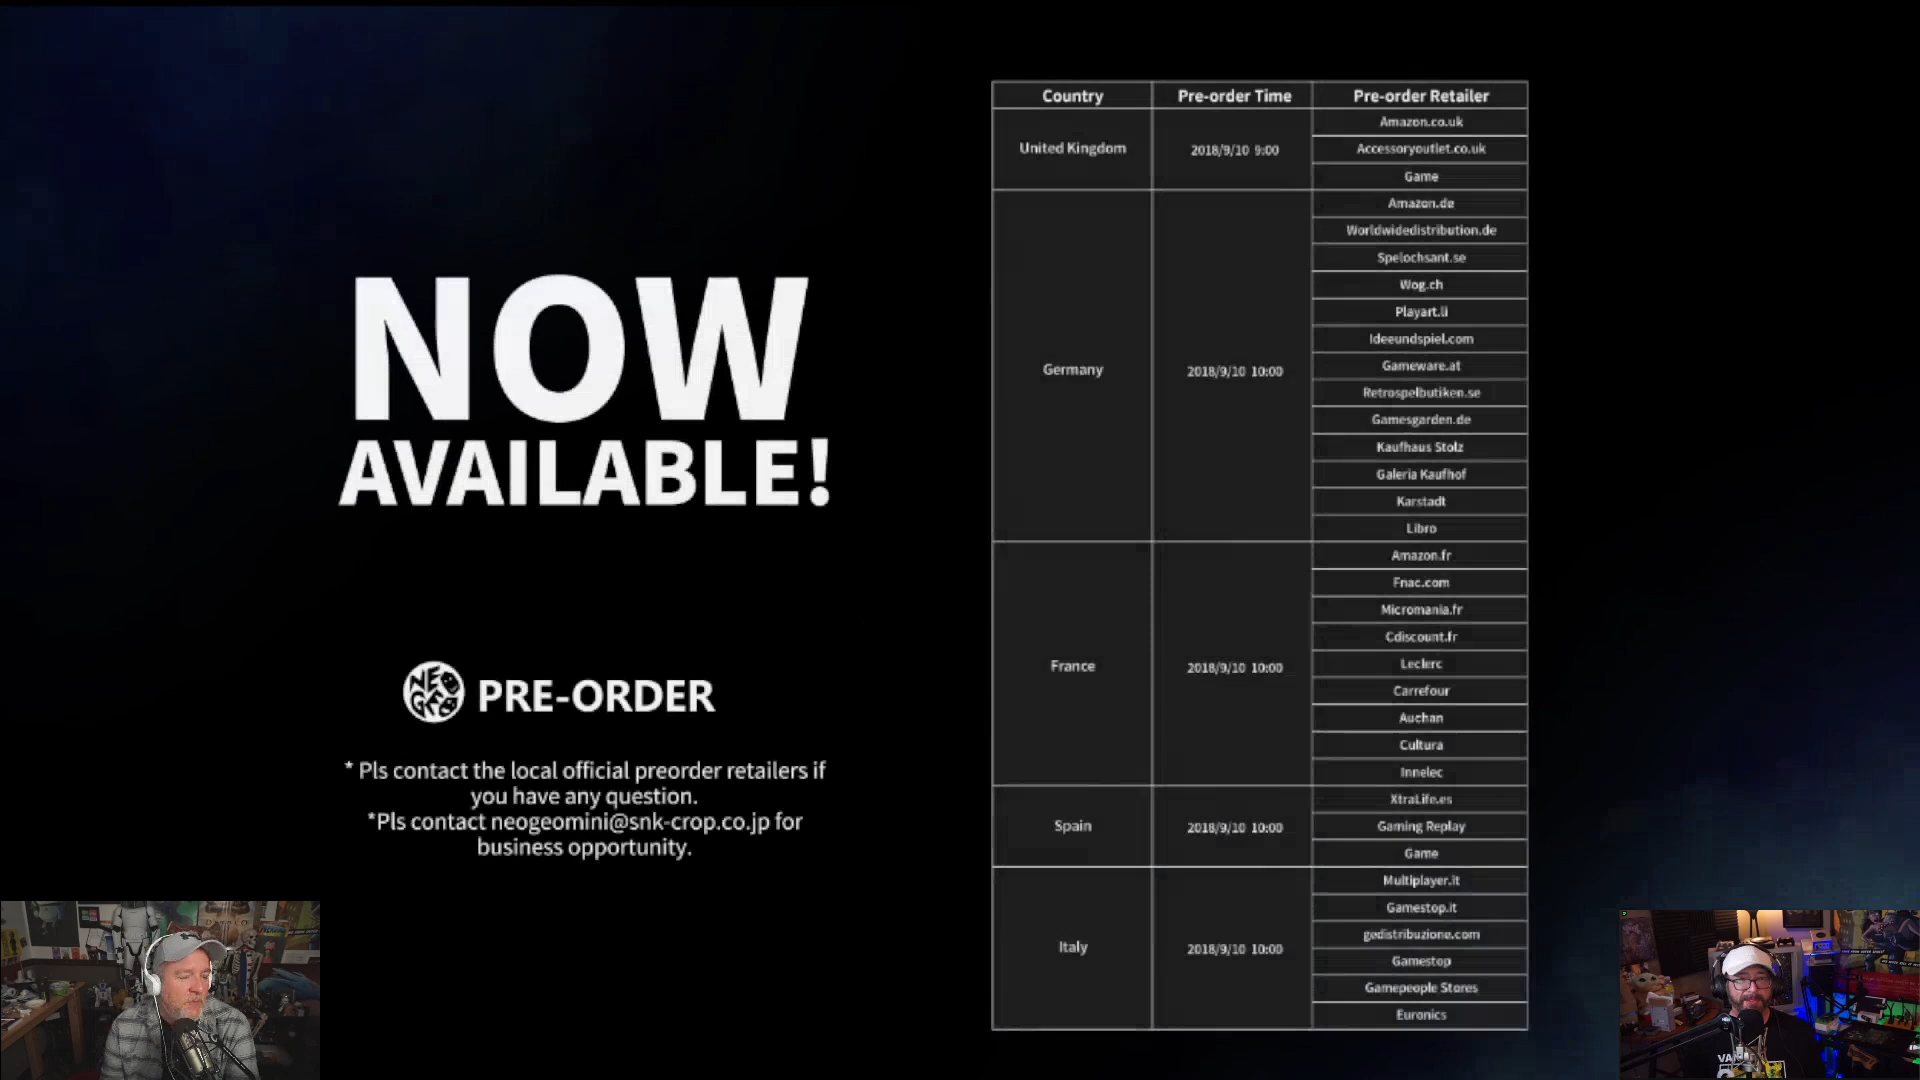 NOW
AVAILABLE!
NEO GEO PRE-ORDER
* Pls contact the local official preorder retailers if
you have any question.
*Pls contact neogeomini@snk-crop.co.jp for
business opportunity.
Country Pre-order Time Pre-order Retailer
United Kingdom 2018/9/10 9:00
Amazon.co.uk
Accessoryoutlet.co.uk
Game
Germany 2018/9/10 10:00
Amazon.de
Worldwidedistribution.de
Spelochsant.se
Wog.ch
Playart.li
Ideeundspiel.com
Gameware.at
Retrospelbutiken.se
Gamesgarden.de
Kaufhaus Stolz
Galeria Kaufhof
Karstadt
Libro
France 2018/9/10 10:00
Amazon.fr
Fnac.com
Micromania.fr
Cdiscount.fr
Leclerc
Carrefour
Auchan
Cultura
Innelec
Spain 2018/9/10 10:00
XtraLife.es
Gaming Replay
Game
Italy 2018/9/10 10:00
Multiplayer.it
Gamestop.it
gedistribuzione.com
Gamestop
Gamepeople Stores
Euronics